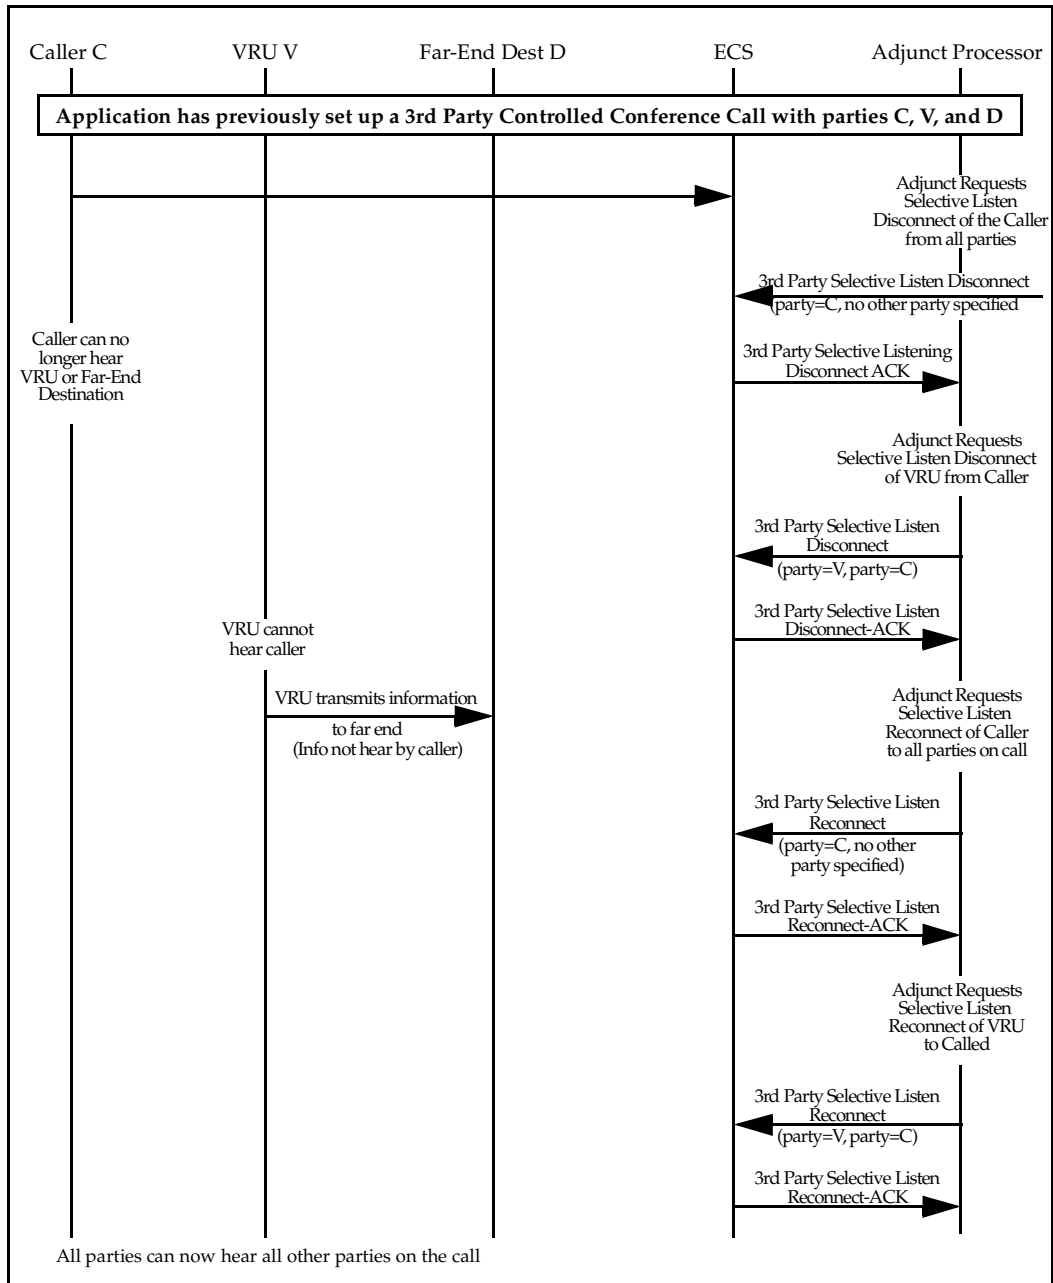 Caller C
VRU V
Far-End Dest D
ECS
Adjunct Processor
Application has previously set up a 3rd Party Controlled Conference Call with parties C, V, and D
Adjunct Requests
Selective Listen
Disconnect of the Caller
from all parties
3rd Party Selective Listen Disconnect
(party=C, no other party specified
Caller can no
longer hear
VRU or Far-End
Destination
3rd Party Selective Listening
Disconnect ACK
Adjunct Requests
Selective Listen Disconnect
of VRU from Caller
3rd Party Selective Listen
Disconnect
(party=V, party=C)
3rd Party Selective Listen
Disconnect-ACK
VRU cannot
hear caller
VRU transmits information
to far end
(Info not hear by caller)
Adjunct Requests
Selective Listen
Reconnect of Caller
to all parties on call
3rd Party Selective Listen
Reconnect
(party=C, no other
party specified)
3rd Party Selective Listen
Reconnect-ACK
Adjunct Requests
Selective Listen
Reconnect of VRU
to Called
3rd Party Selective Listen
Reconnect
(party=V, party=C)
3rd Party Selective Listen
Reconnect-ACK
All parties can now hear all other parties on the call